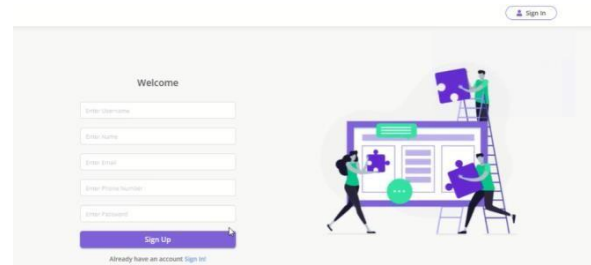 Sign In
Welcome
Enter Username
Enter Name
Enter Email
Enter Phone Number
Enter Password
Sign Up
Already have an account Sign In!